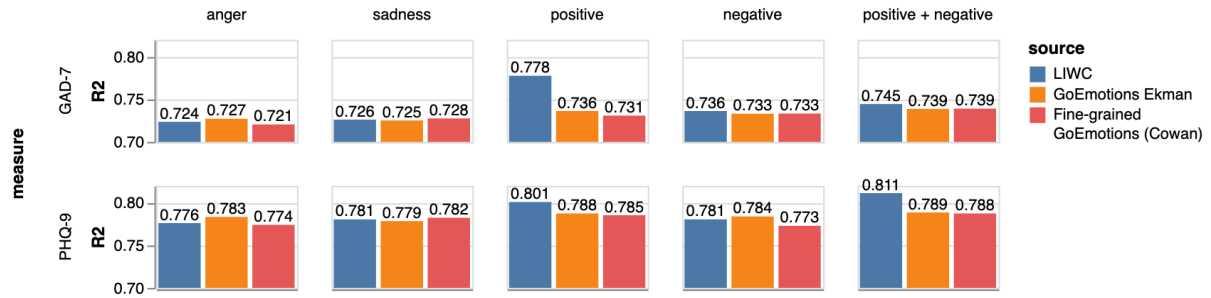 anger sadness positive negative positive + negative
measure
GAD-7
R2
0.80
0.75
0.70
0.724 0.727 0.721
0.726 0.725 0.728
0.778 0.736 0.731
0.736 0.733 0.733
0.745 0.739 0.739
PHQ-9
R2
0.80
0.75
0.70
0.776 0.783 0.774
0.781 0.779 0.782
0.801 0.788 0.785
0.781 0.784 0.773
0.811 0.789 0.788
source
LIWC
GoEmotions Ekman
Fine-grained
GoEmotions (Cowan)